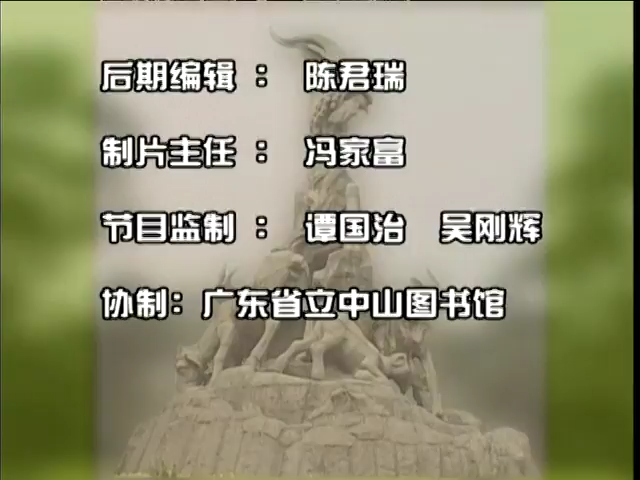 后期编辑： 陈君瑞
制片主任： 冯家富
节目监制： 谭国治 吴刚辉
协制：广东省立中山图书馆